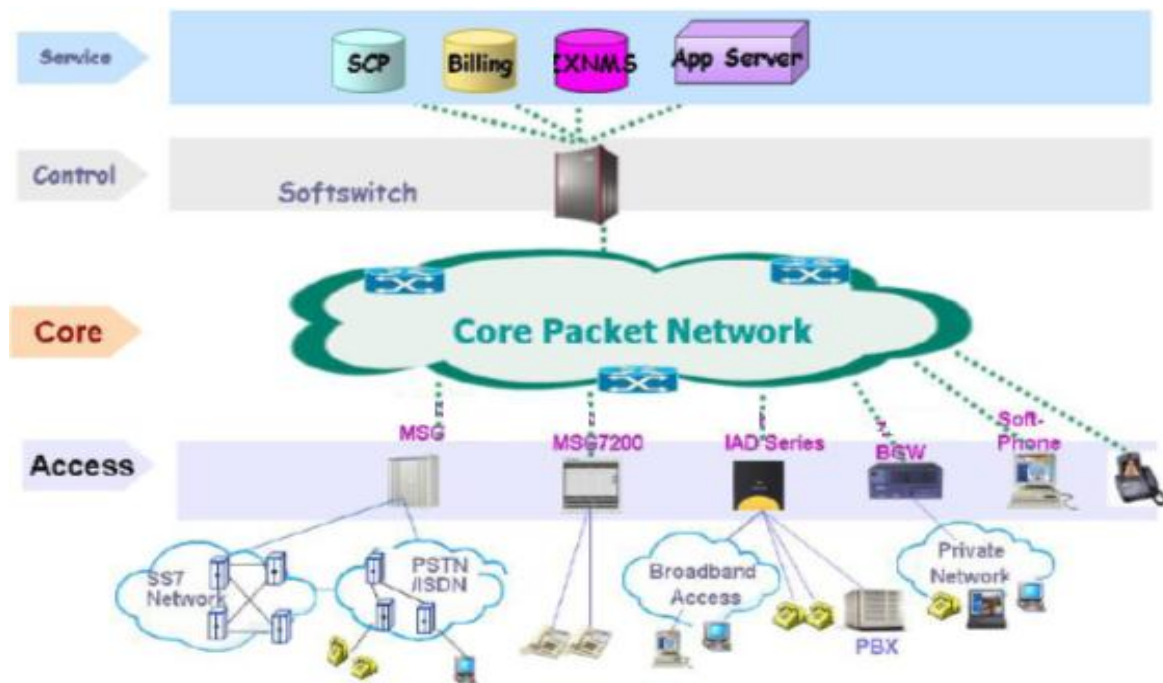 Service
SCP
Billing
ZXNMS
App Server
Control
Softswitch
Core
Core Packet Network
Access
MSG
MSG7200
IAD Series
BGW
Soft-
Phone
SS7
Network
PSTN
/ISDN
Broadband
Access
PBX
Private
Network